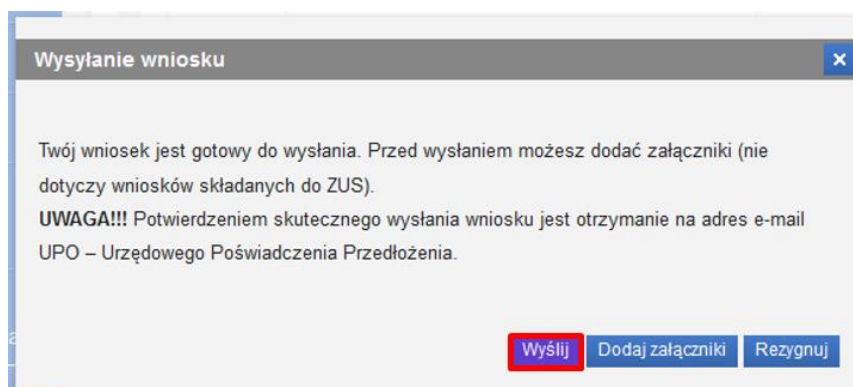 Wysyłanie wniosku
Twój wniosek jest gotowy do wysłania. Przed wysłaniem możesz dodać załączniki (nie
dotyczy wniosków składanych do ZUS).
UWAGA!!! Potwierdzeniem skutecznego wysłania wniosku jest otrzymanie na adres e-mail
UPO – Urzędowego Poświadczenia Przedłożenia.
Wyślij Dodaj załączniki Rezygnuj